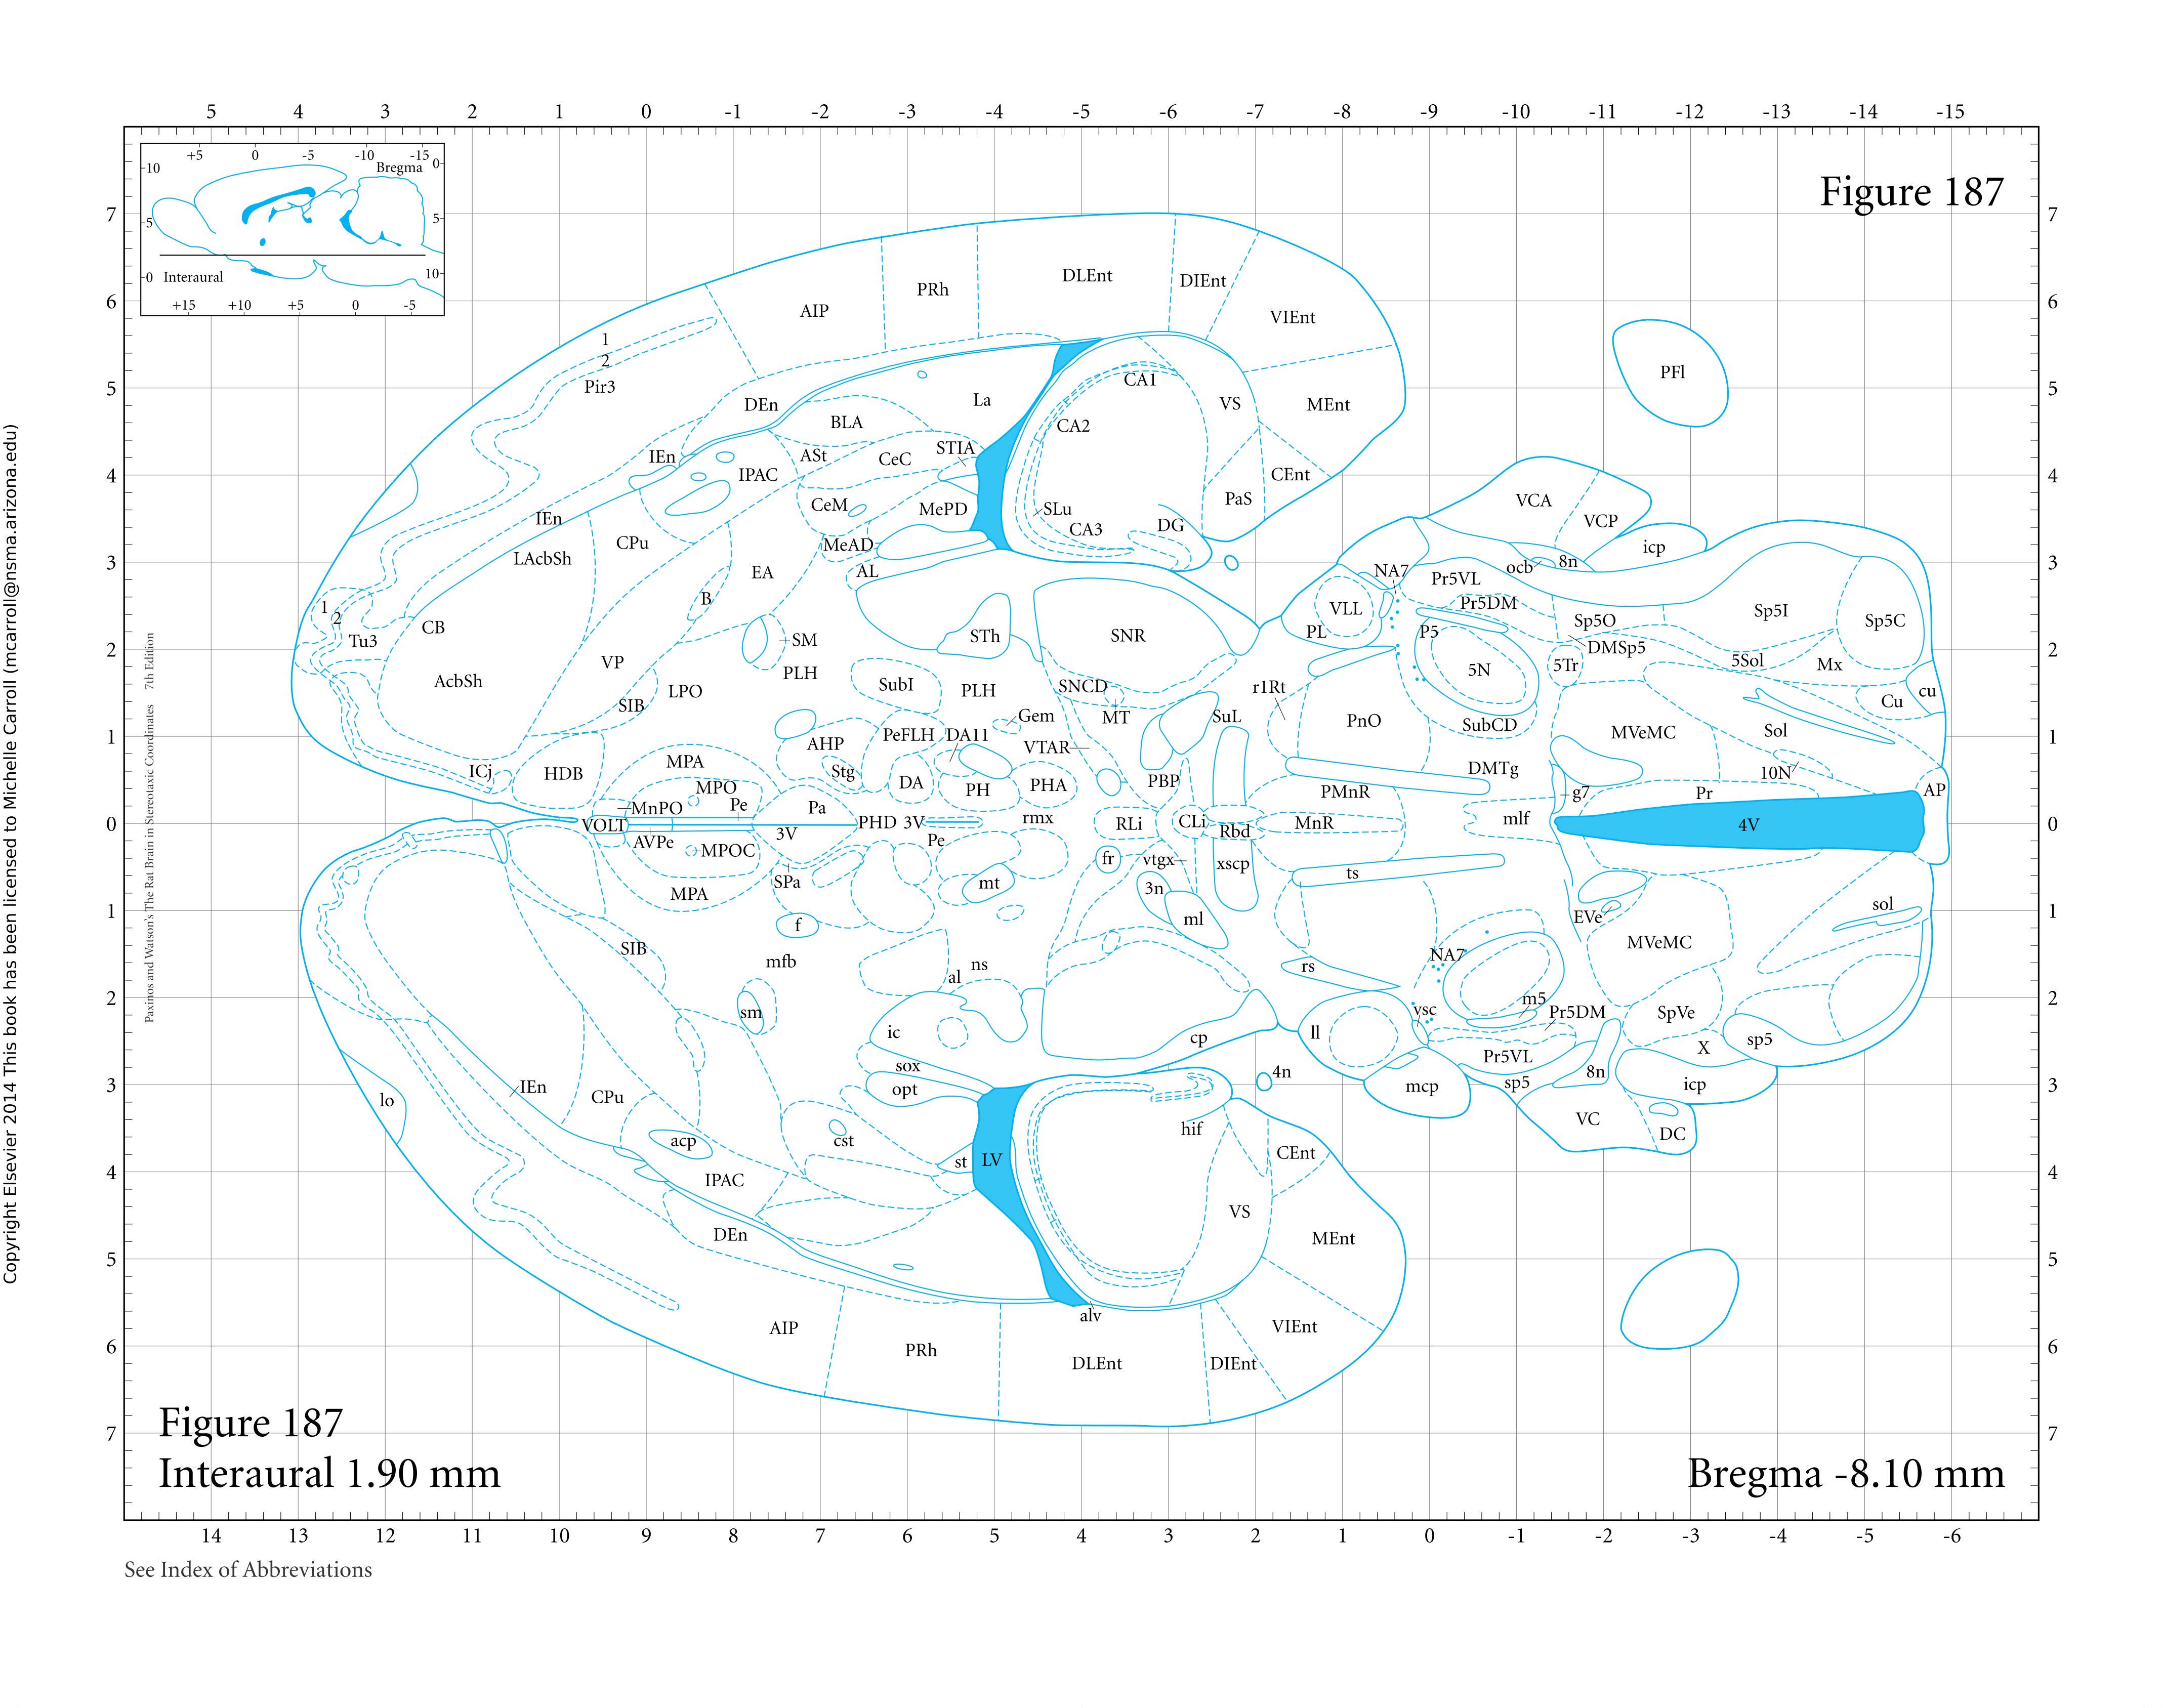 5 4 3 2 1 0 -1 -2 -3 -4 -5 -6 -7 -8 -9 -10 -11 -12 -13 -14 -15
+5 0 -5 -10 -15
Bregma
10 0
5 5
0 Interaural 10
+15 +10 +5 0 -5
Figure 187
7 7
DLEnt
DIEnt
PRh
6 6
AIP
VIEnt
1
2
PFl
Pir3
CA1
5 5
La
DEn
VS
MEnt
BLA
CA2
STIA
IEn
ASt
CeC
4 4
IPAC
CEnt
PaS
VCA
CeM
MePD
SLu
IEn
VCP
DG
CA3
CPu
MeAD
icp
LAcbSh
3 3
ocb
8n
EA
AL
NA7
Pr5VL
B
Pr5DM
1
2
VLL
Sp5I
CB
PL
P5
Sp5O
Sp5C
Tu3
SM
STh
SNR
DMSp5
2 2
VP
5N
5Tr
5Sol
Mx
PLH
AcbSh
SubI
PLH
SNCD
r1Rt
LPO
cu
Cu
SIB
MT
Gem
SuL
PnO
SubCD
MVeMC
Sol
1 1
AHP
PeFLH
DA11
VTAR
MPA
ICj
HDB
Stg
DMTg
10N
MPO
DA
PH
PHA
PBP
PMnR
g7
Pr
AP
MnPO
Pe
Pa
rmx
mlf
0 0
VOLT
PHD
3V
RLi
CLi
Rbd
MnR
4V
3V
AVPe
Pe
MPOC
fr
vtgx
xscp
SPa
mt
3n
ts
MPA
1 1
f
ml
EVe
sol
SIB
MVeMC
mfb
al
ns
rs
NA7
2 2
sm
m5
vsc
Pr5DM
SpVe
ic
cp
ll
X
sp5
sox
Pr5VL
3 3
IEn
CPu
opt
4n
mcp
sp5
8n
icp
lo
hif
VC
DC
acp
cst
4 4
st
LV
CEnt
IPAC
VS
DEn
MEnt
5 5
alv
AIP
VIEnt
6 6
PRh
DLEnt
DIEnt
7 7
Figure 187
Interaural 1.90 mm
Bregma -8.10 mm
14 13 12 11 10 9 8 7 6 5 4 3 2 1 0 -1 -2 -3 -4 -5 -6
See Index of Abbreviations
Paxinos and Watson's The Rat Brain in Stereotaxic Coordinates 7th Edition
Copyright Elsevier 2014 This book has been licensed to Michelle Carroll (mcarroll@nsma.arizona.edu)